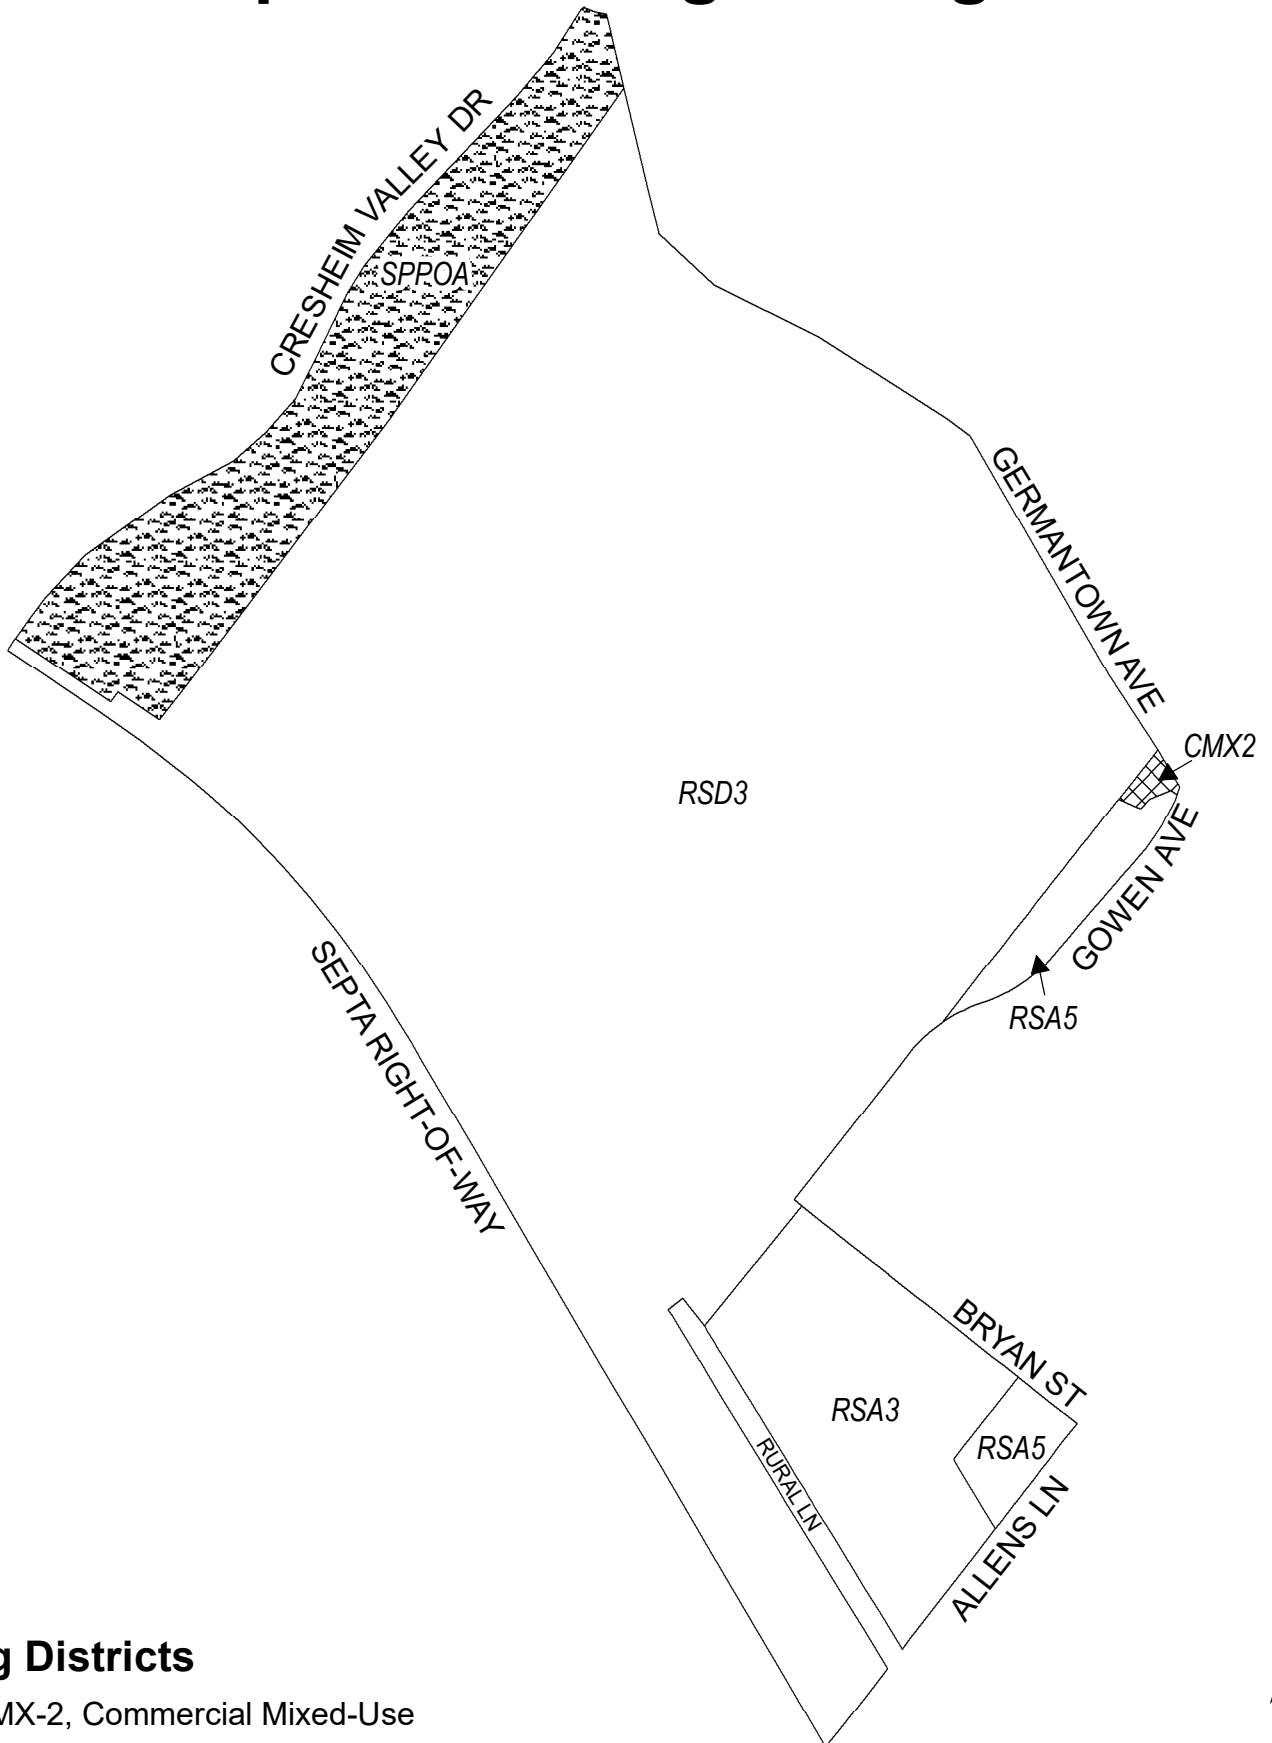 CRESHEIM VALLEY DR
SPPOA
GERMANTOWN AVE
CMX2
RSD3
GOWEN AVE
RSA5
SEPTA RIGHT-OF-WAY
BRYAN ST
RSA3
RSA5
RURAL LN
ALLENS LN
g Districts
MX-2, Commercial Mixed-Use